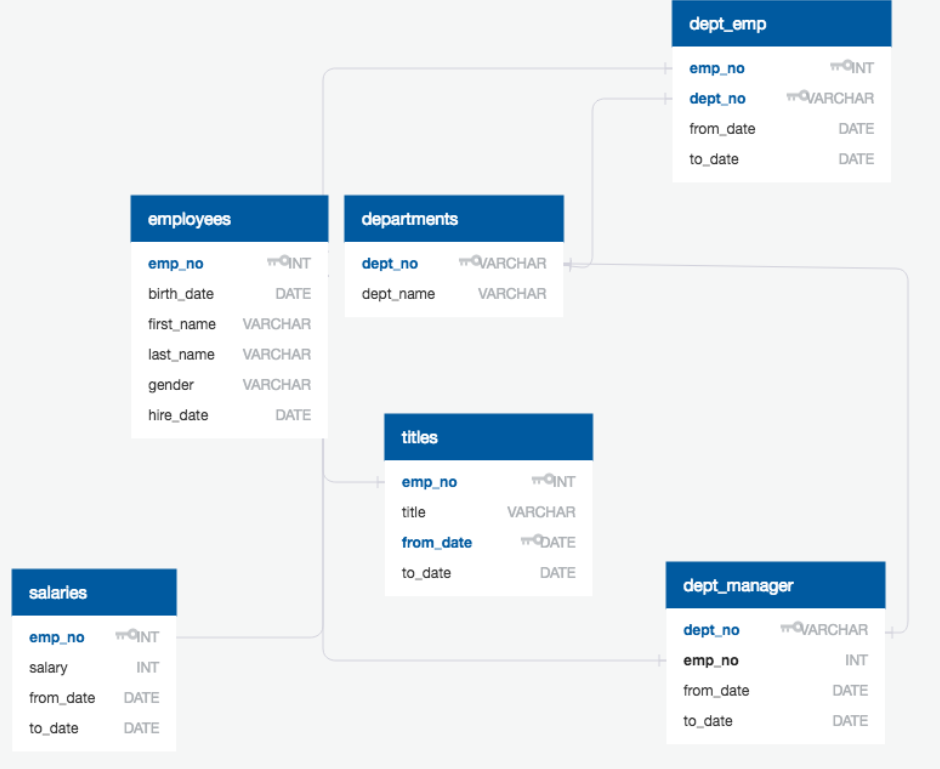 dept_emp
emp_no INT
dept_no VARCHAR
from_date DATE
to_date DATE
employees
emp_no INT
birth_date DATE
first_name VARCHAR
last_name VARCHAR
gender VARCHAR
hire_date DATE
departments
dept_no VARCHAR
dept_name VARCHAR
titles
emp_no INT
title VARCHAR
from_date DATE
to_date DATE
salaries
emp_no INT
salary INT
from_date DATE
to_date DATE
dept_manager
dept_no VARCHAR
emp_no INT
from_date DATE
to_date DATE